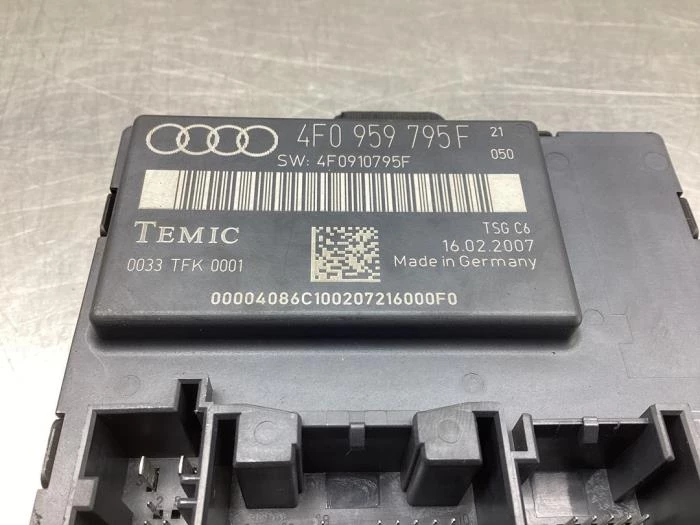 4F0 959 795F 21
SW: 4F0910795F 050
TEMIC TSG C6
16.02.2007
0033 TFK 0001 Made in Germany
00004086C100207216000F0